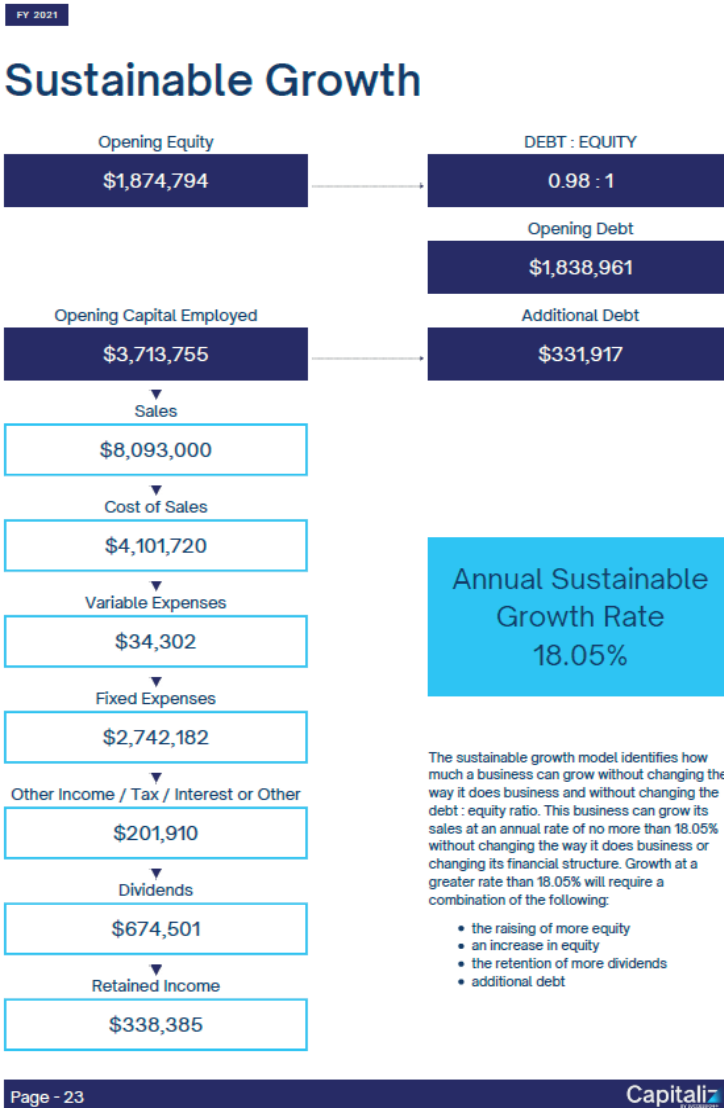 FY 2021
Sustainable Growth
Opening Equity
$1,874,794
DEBT : EQUITY
0.98 : 1
Opening Debt
$1,838,961
Opening Capital Employed
$3,713,755
Additional Debt
$331,917
Sales
$8,093,000
Cost of Sales
$4,101,720
Variable Expenses
$34,302
Fixed Expenses
$2,742,182
Other Income / Tax / Interest or Other
$201,910
Dividends
$674,501
Retained Income
$338,385
Annual Sustainable
Growth Rate
18.05%
The sustainable growth model identifies how
much a business can grow without changing the
way it does business and without changing the
debt : equity ratio. This business can grow its
sales at an annual rate of no more than 18.05%
without changing the way it does business or
changing its financial structure. Growth at a
greater rate than 18.05% will require a
combination of the following:
• the raising of more equity
• an increase in equity
• the retention of more dividends
• additional debt
Page - 23
Capitaliz